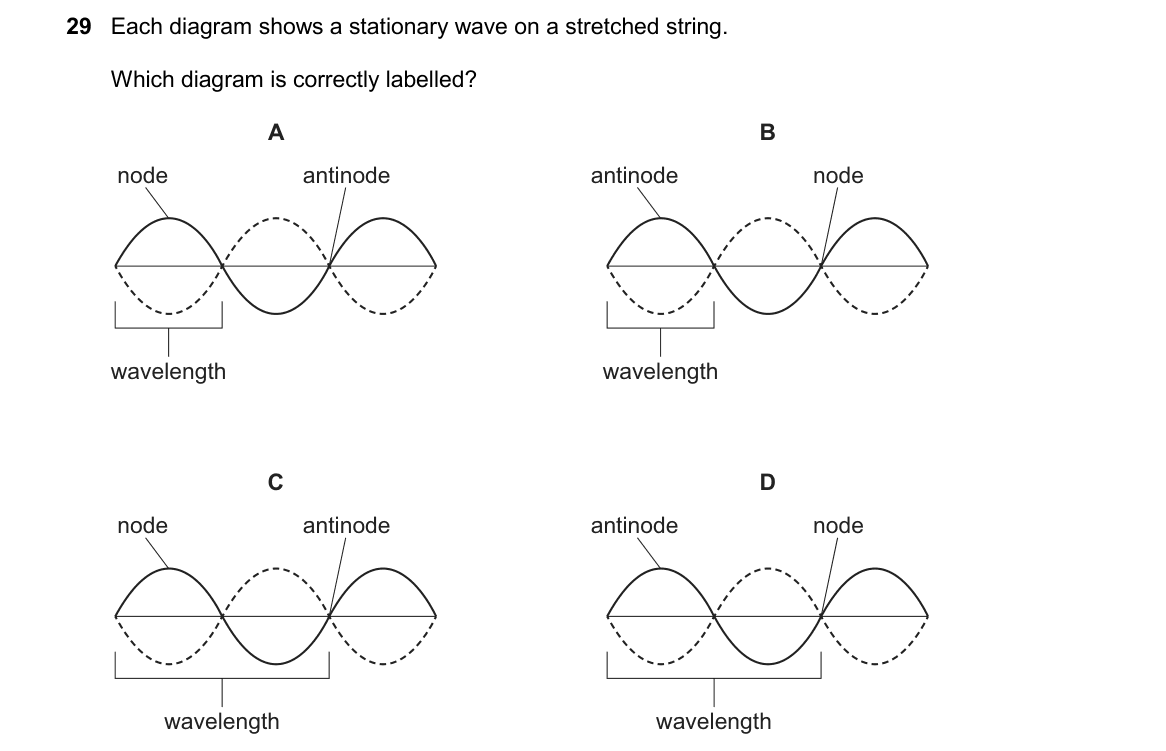 29 Each diagram shows a stationary wave on a stretched string.
Which diagram is correctly labelled?
A
node antinode
wavelength
B
antinode node
wavelength
C
node antinode
wavelength
D
antinode node
wavelength